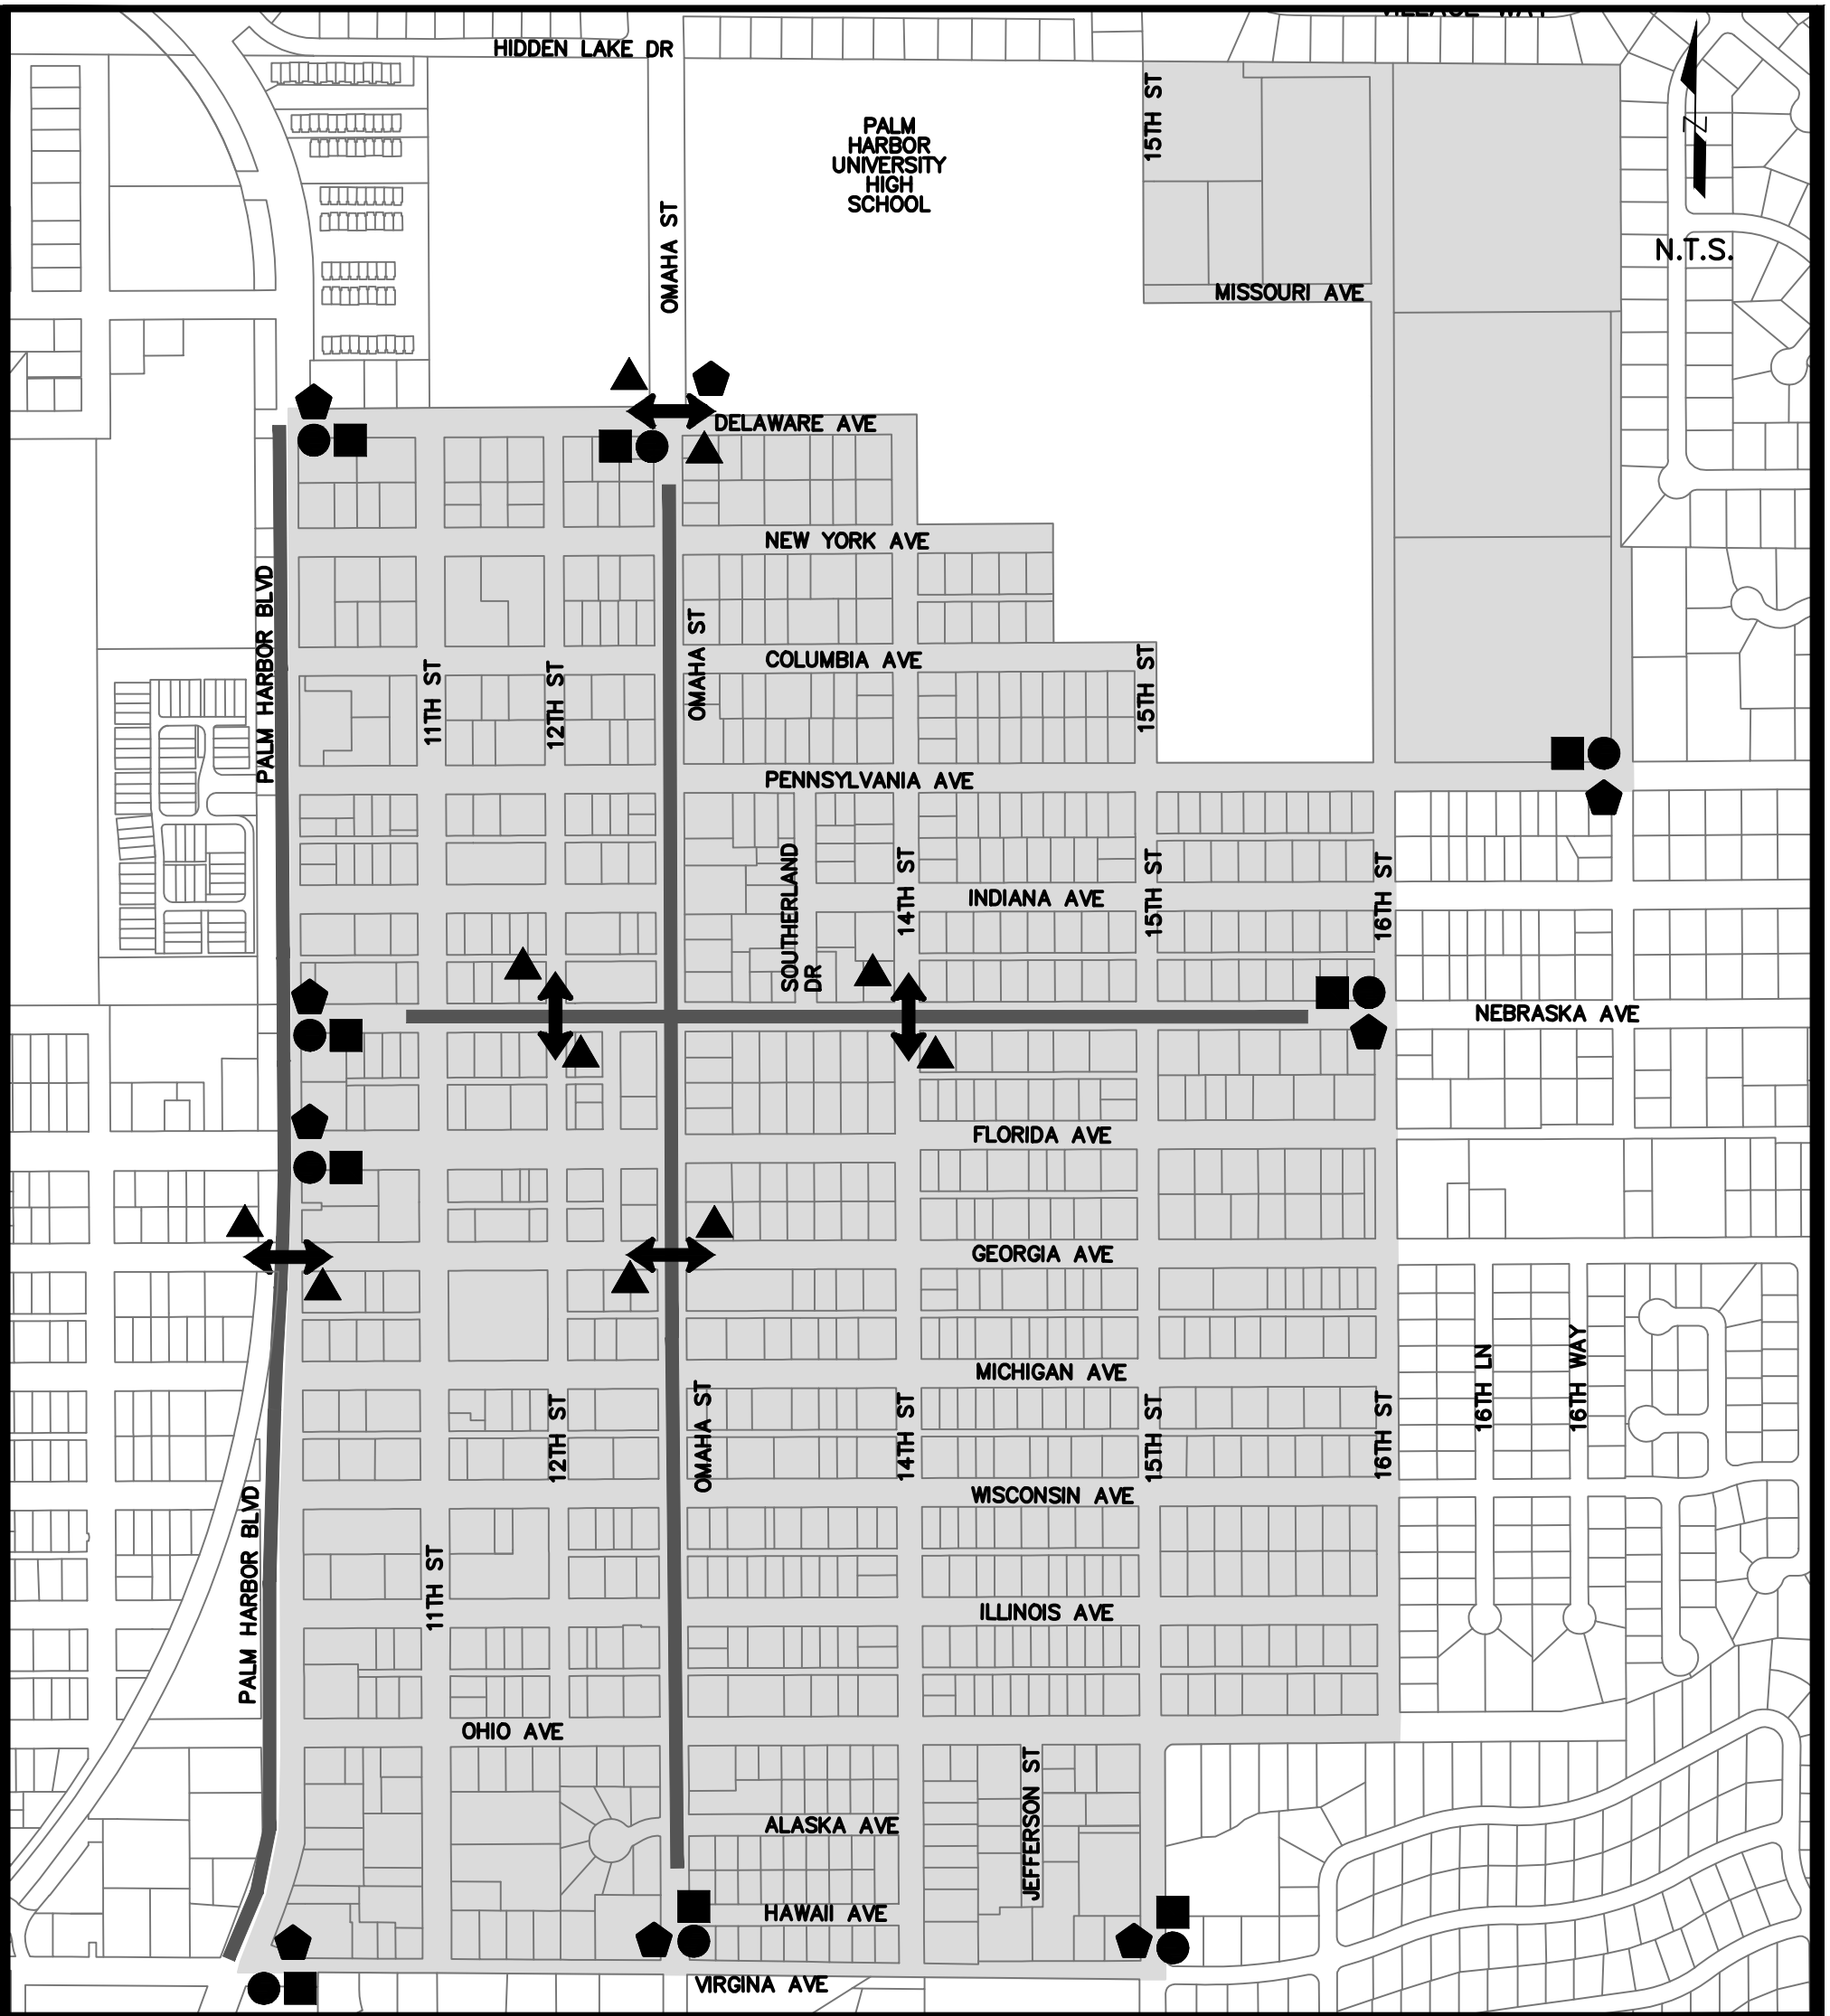 VILLAGE WAY
HIDDEN LAKE DR
PALM
HARBOR
UNIVERSITY
HIGH
SCHOOL
15TH ST
Z
N.T.S.
OMAHA ST
MISSOURI AVE
DELAWARE AVE
NEW YORK AVE
PALM HARBOR BLVD
11TH ST
12TH ST
OMAHA ST
COLUMBIA AVE
15TH ST
PENNSYLVANIA AVE
SOUTHERLAND
DR
14TH ST
INDIANA AVE
15TH ST
16TH ST
NEBRASKA AVE
FLORIDA AVE
GEORGIA AVE
MICHIGAN AVE
16TH LN
16TH WAY
12TH ST
OMAHA ST
14TH ST
15TH ST
16TH ST
WISCONSIN AVE
PALM HARBOR BLVD
11TH ST
ILLINOIS AVE
OHIO AVE
JEFFERSON ST
ALASKA AVE
HAWAII AVE
VIRGINA AVE